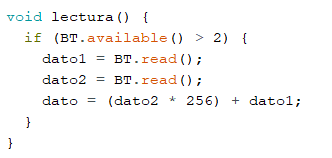 void lectura() {
  if (BT.available() > 2) {
    dato1 = BT.read();
    dato2 = BT.read();
    dato = (dato2 * 256) + dato1;
  }
}